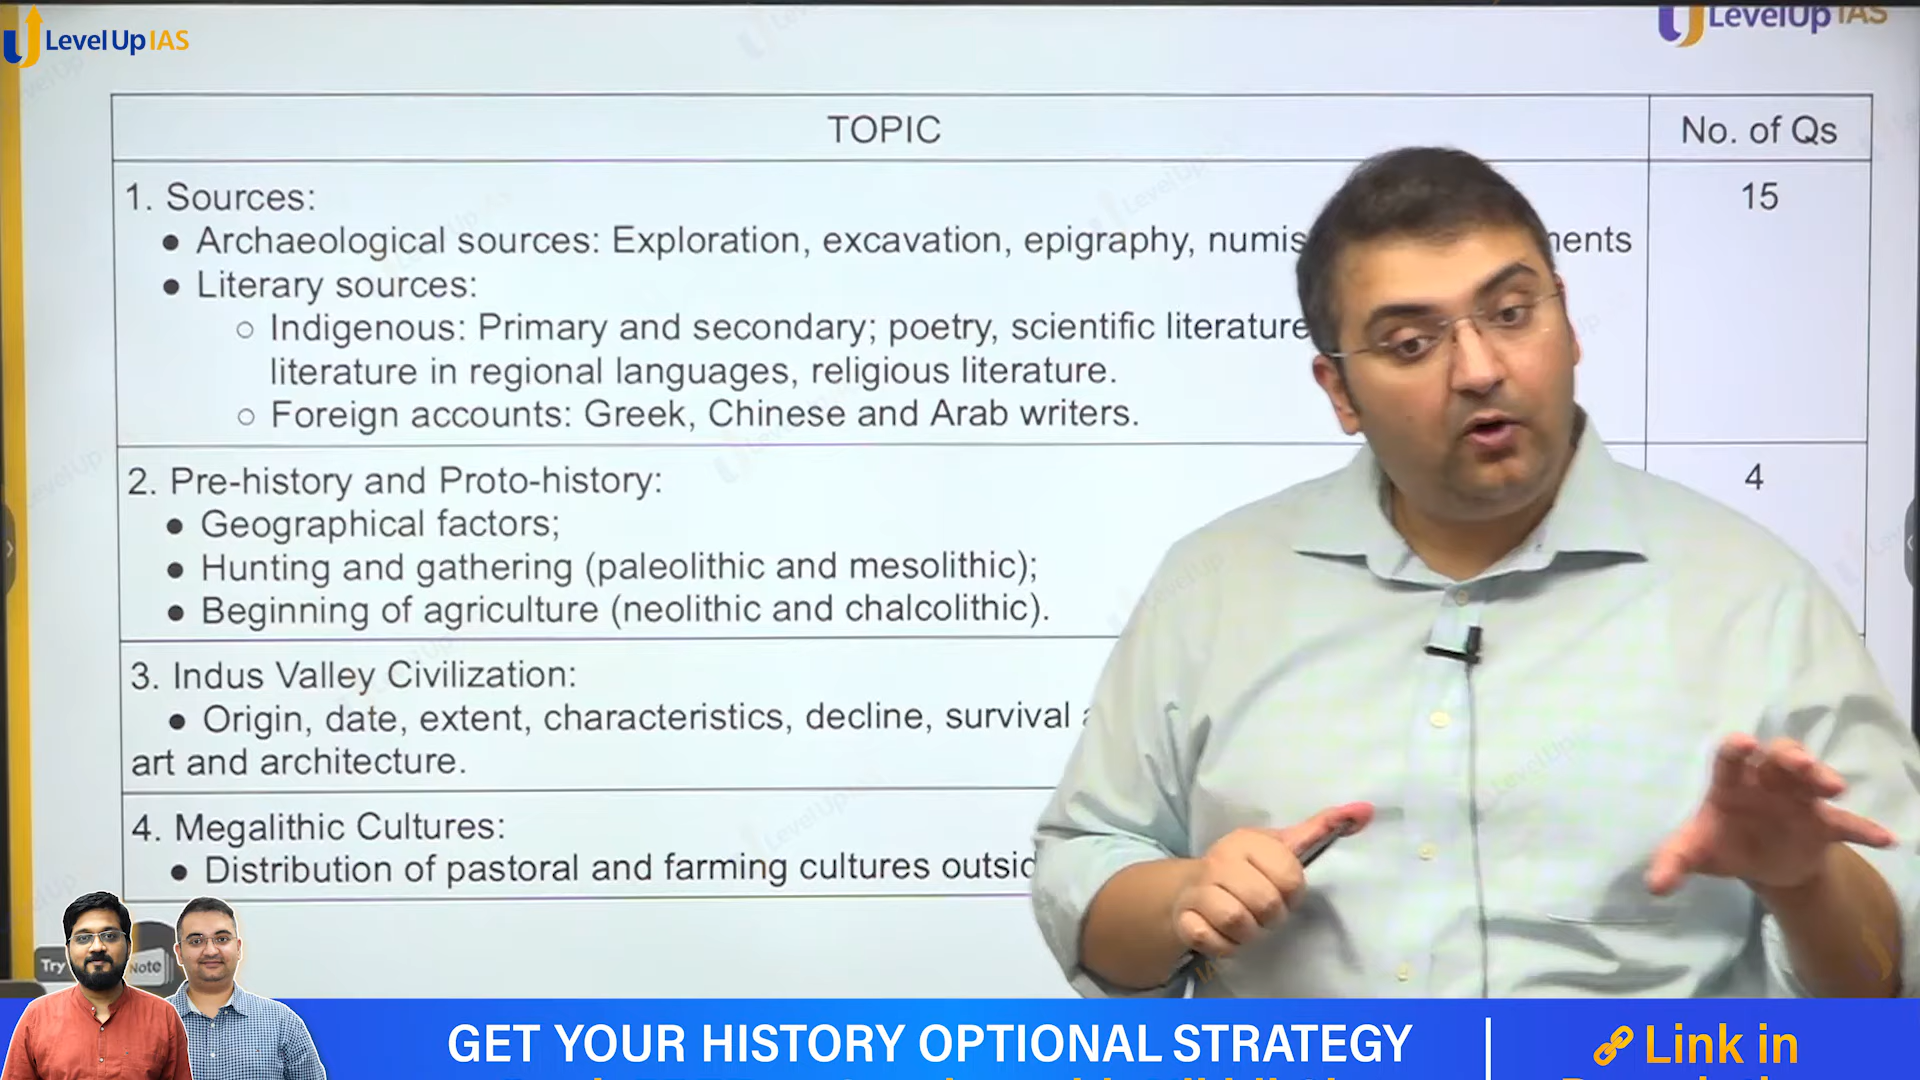 Level Up IAS
LevelUp IAS
TOPIC
No. of Qs
1. Sources:
15
● Archaeological sources: Exploration, excavation, epigraphy, numis ments
● Literary sources:
○ Indigenous: Primary and secondary; poetry, scientific literature
literature in regional languages, religious literature.
○ Foreign accounts: Greek, Chinese and Arab writers.
2. Pre-history and Proto-history:
4
● Geographical factors;
● Hunting and gathering (paleolithic and mesolithic);
● Beginning of agriculture (neolithic and chalcolithic).
3. Indus Valley Civilization:
● Origin, date, extent, characteristics, decline, survival
art and architecture.
4. Megalithic Cultures:
● Distribution of pastoral and farming cultures outsid
Try
Note
GET YOUR HISTORY OPTIONAL STRATEGY
Link in